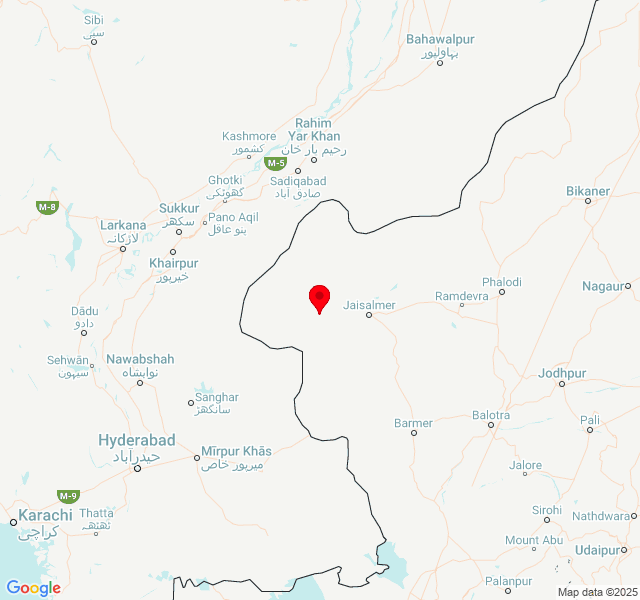 Sibi
سبی
Bahawalpur
بہاولپور
Rahim
Yar Khan
رحیم یار خان
Kashmore
کشمور
M-5
Sadiqabad
صادق آباد
Ghotki
گھوٹکی
Bikaner
M-8
Sukkur
سکھر
Pano Aqil
پنو عاقل
Larkana
لاڑکانہ
Khairpur
خیرپور
Phalodi
Nagaur
Ramdevra
Jaisalmer
Dādu
دادو
Sehwān
سیہون
Nawabshah
نوابشاہ
Jodhpur
Sanghar
سانگھڑ
Balotra
Barmer
Pali
Hyderabad
حیدرآباد
Mīrpur Khās
میرپور خاص
Jalore
M-9
Karachi
کراچی
Thatta
ٹھٹھہ
Sirohi
Nathdwara
Mount Abu
Udaipur
Palanpur
Google
Map data ©2025